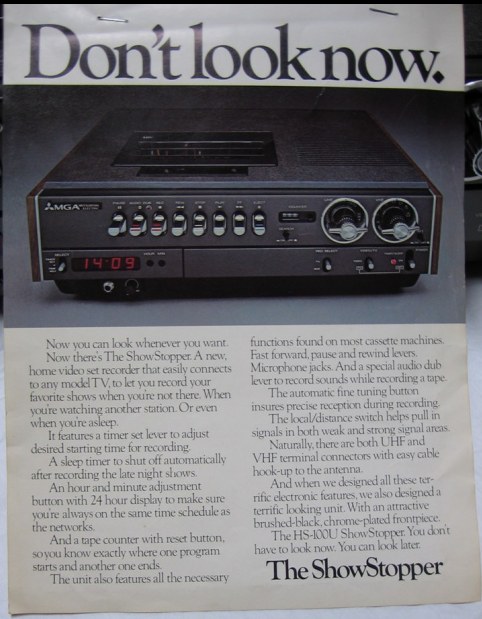 Don't look now.
MGA
14:09
Now you can look whenever you want.
Now there's The ShowStopper. A new,
home video set recorder that easily connects
to any model TV, to let you record your
favorite shows when you're not there. When
you're watching another station. Or even
when you're asleep.
It features a timer set lever to adjust
desired starting time for recording.
A sleep timer to shut off automatically
after recording the late night shows.
An hour and minute adjustment
button with 24 hour display to make sure
you're always on the same time schedule as
the networks.
And a tape counter with reset button,
so you know exactly where one program
starts and another one ends.
The unit also features all the necessary
functions found on most cassette machines.
Fast forward, pause and rewind levers.
Microphone jacks. And a special audio dub
lever to record sounds while recording a tape.
The automatic fine tuning button
insures precise reception during recording.
The local/distance switch helps pull in
signals in both weak and strong signal areas.
Naturally, there are both UHF and
VHF terminal connectors with easy cable
hook-up to the antenna.
And when we designed all these ter-
rific electronic features, we also designed a
terrific looking unit. With an attractive
brushed-black, chrome-plated frontpiece.
The HS-100U ShowStopper. You don't
have to look now. You can look later.
The ShowStopper